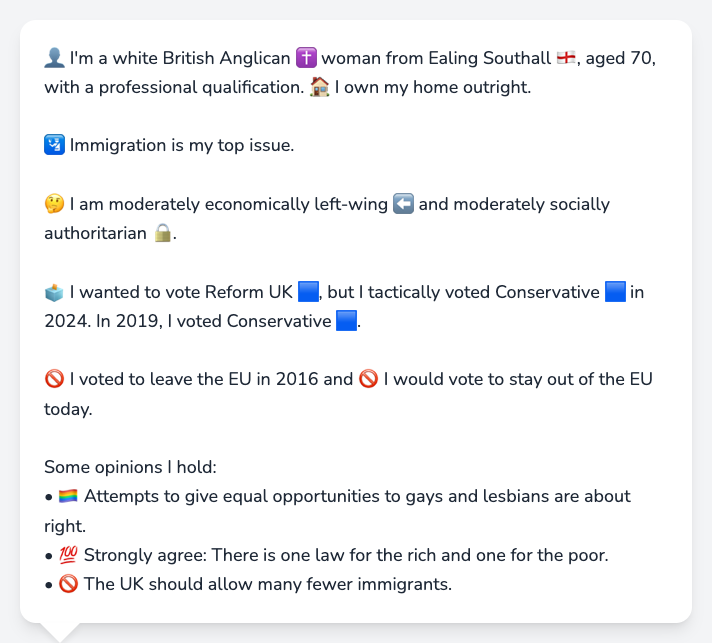 👤 I'm a white British Anglican ✝️ woman from Ealing Southall 🏴󠁧󠁢󠁥󠁮󠁧󠁿, aged 70,
with a professional qualification. 🏠 I own my home outright.
🛂 Immigration is my top issue.
🤔 I am moderately economically left-wing ⬅️ and moderately socially
authoritarian 🔒.
🗳️ I wanted to vote Reform UK 🟦, but I tactically voted Conservative 🟦 in
2024. In 2019, I voted Conservative 🟦.
🚫 I voted to leave the EU in 2016 and 🚫 I would vote to stay out of the EU
today.
Some opinions I hold:
• 🏳️‍🌈 Attempts to give equal opportunities to gays and lesbians are about
right.
• 💯 Strongly agree: There is one law for the rich and one for the poor.
• 🚫 The UK should allow many fewer immigrants.